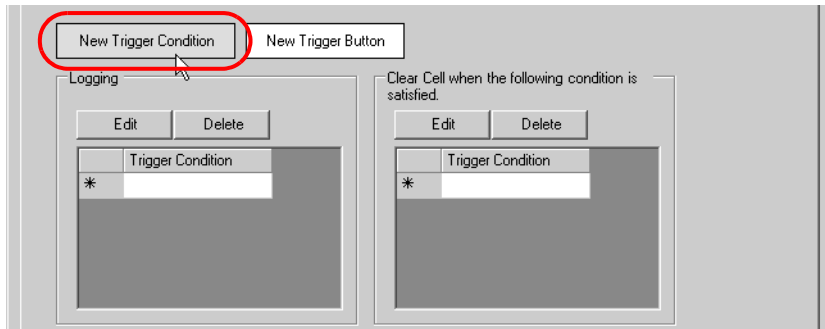 New Trigger Condition New Trigger Button
Logging
Edit Delete
Trigger Condition
*
Clear Cell when the following condition is
satisfied.
Edit Delete
Trigger Condition
*